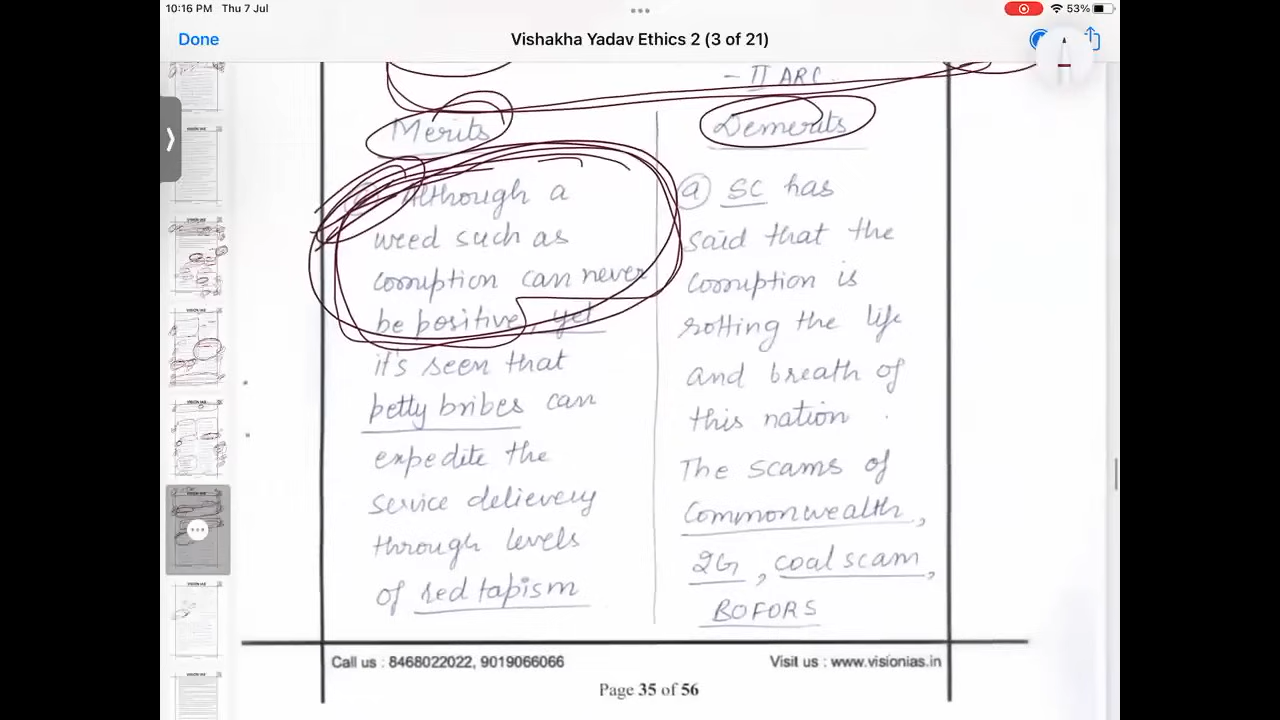 10:16 PM Thu 7 Jul
53%
Done
Vishakha Yadav Ethics 2 (3 of 21)
- II ARC
Merits
Although a
weed such as
corruption can never
be positive, yet
it's seen that
petty bribes can
expedite the
service delievery
through levels
of red tapism
Demerits
(a) SC has
said that the
corruption is
rotting the life
and breath of
this nation.
The scams of
Commonwealth,
2G, coal scam,
BOFORS
Call us : 8468022022, 9019066066
Visit us : www.visionias.in
Page 35 of 56